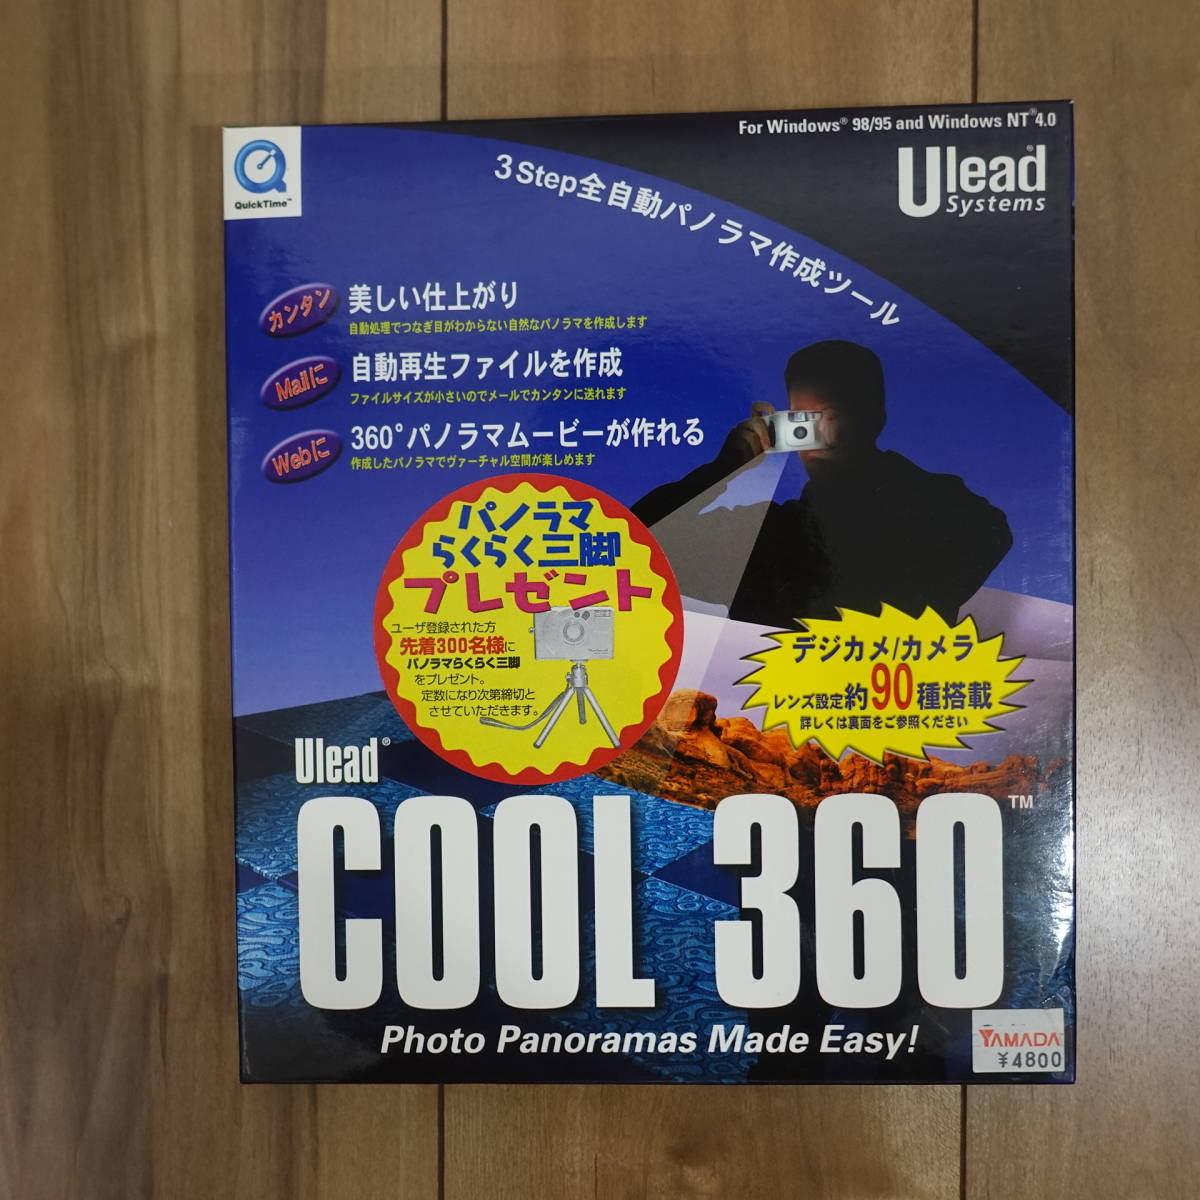 For Windows® 98/95 and Windows NT® 4.0
QuickTime™
Ulead®
Systems
3 Step全自動パノラマ作成ツール
カンタン
美しい仕上がり
自動処理でつなぎ目がわからない自然なパノラマを作成します
Mailに
自動再生ファイルを作成
ファイルサイズが小さいのでメールでカンタンに送れます
Webに
360°パノラマムービーが作れる
作成したパノラマでヴァーチャル空間が楽しめます
パノラマ
らくらく三脚
プレゼント
ユーザ登録された方
先着300名様に
パノラマらくらく三脚
をプレゼント。
定数になり次第締切と
させていただきます。
デジカメ/カメラ
レンズ設定約90種搭載
詳しくは裏面をご参照ください
Ulead®
COOL 360™
Photo Panoramas Made Easy!
YAMADA
¥4800